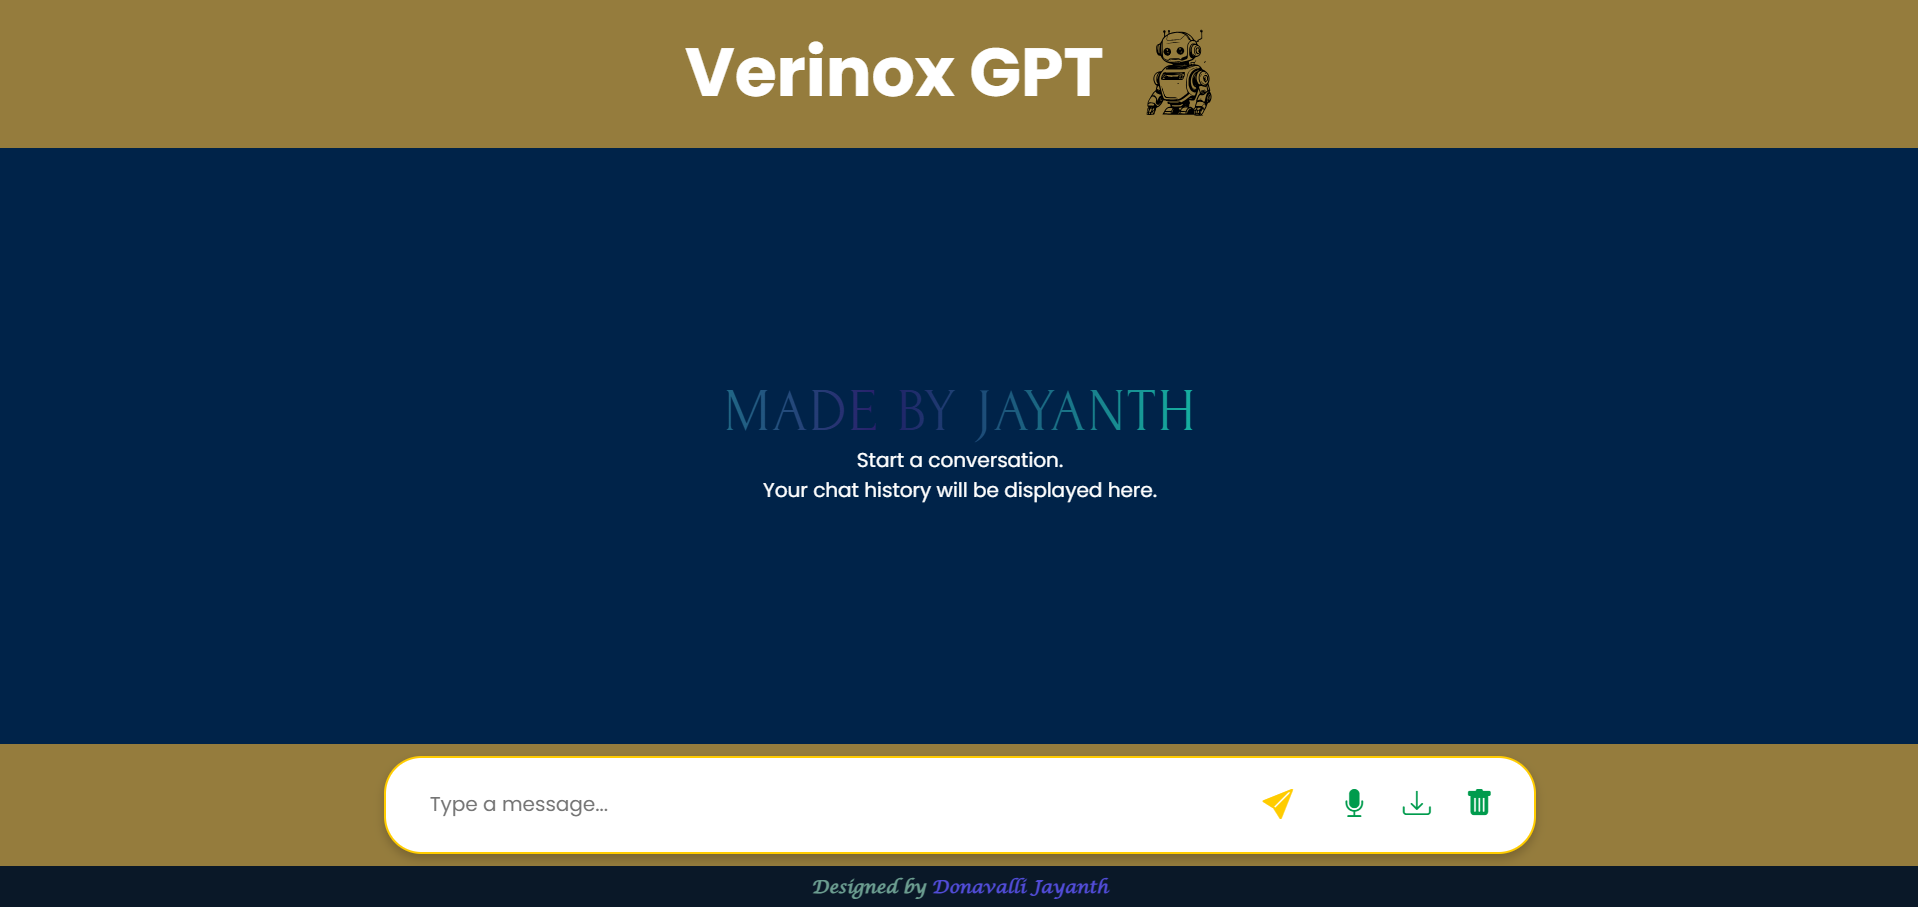 Verinox GPT
MADE BY JAYANTH
Start a conversation.
Your chat history will be displayed here.
Type a message...
Designed by Donavalli Jayanth